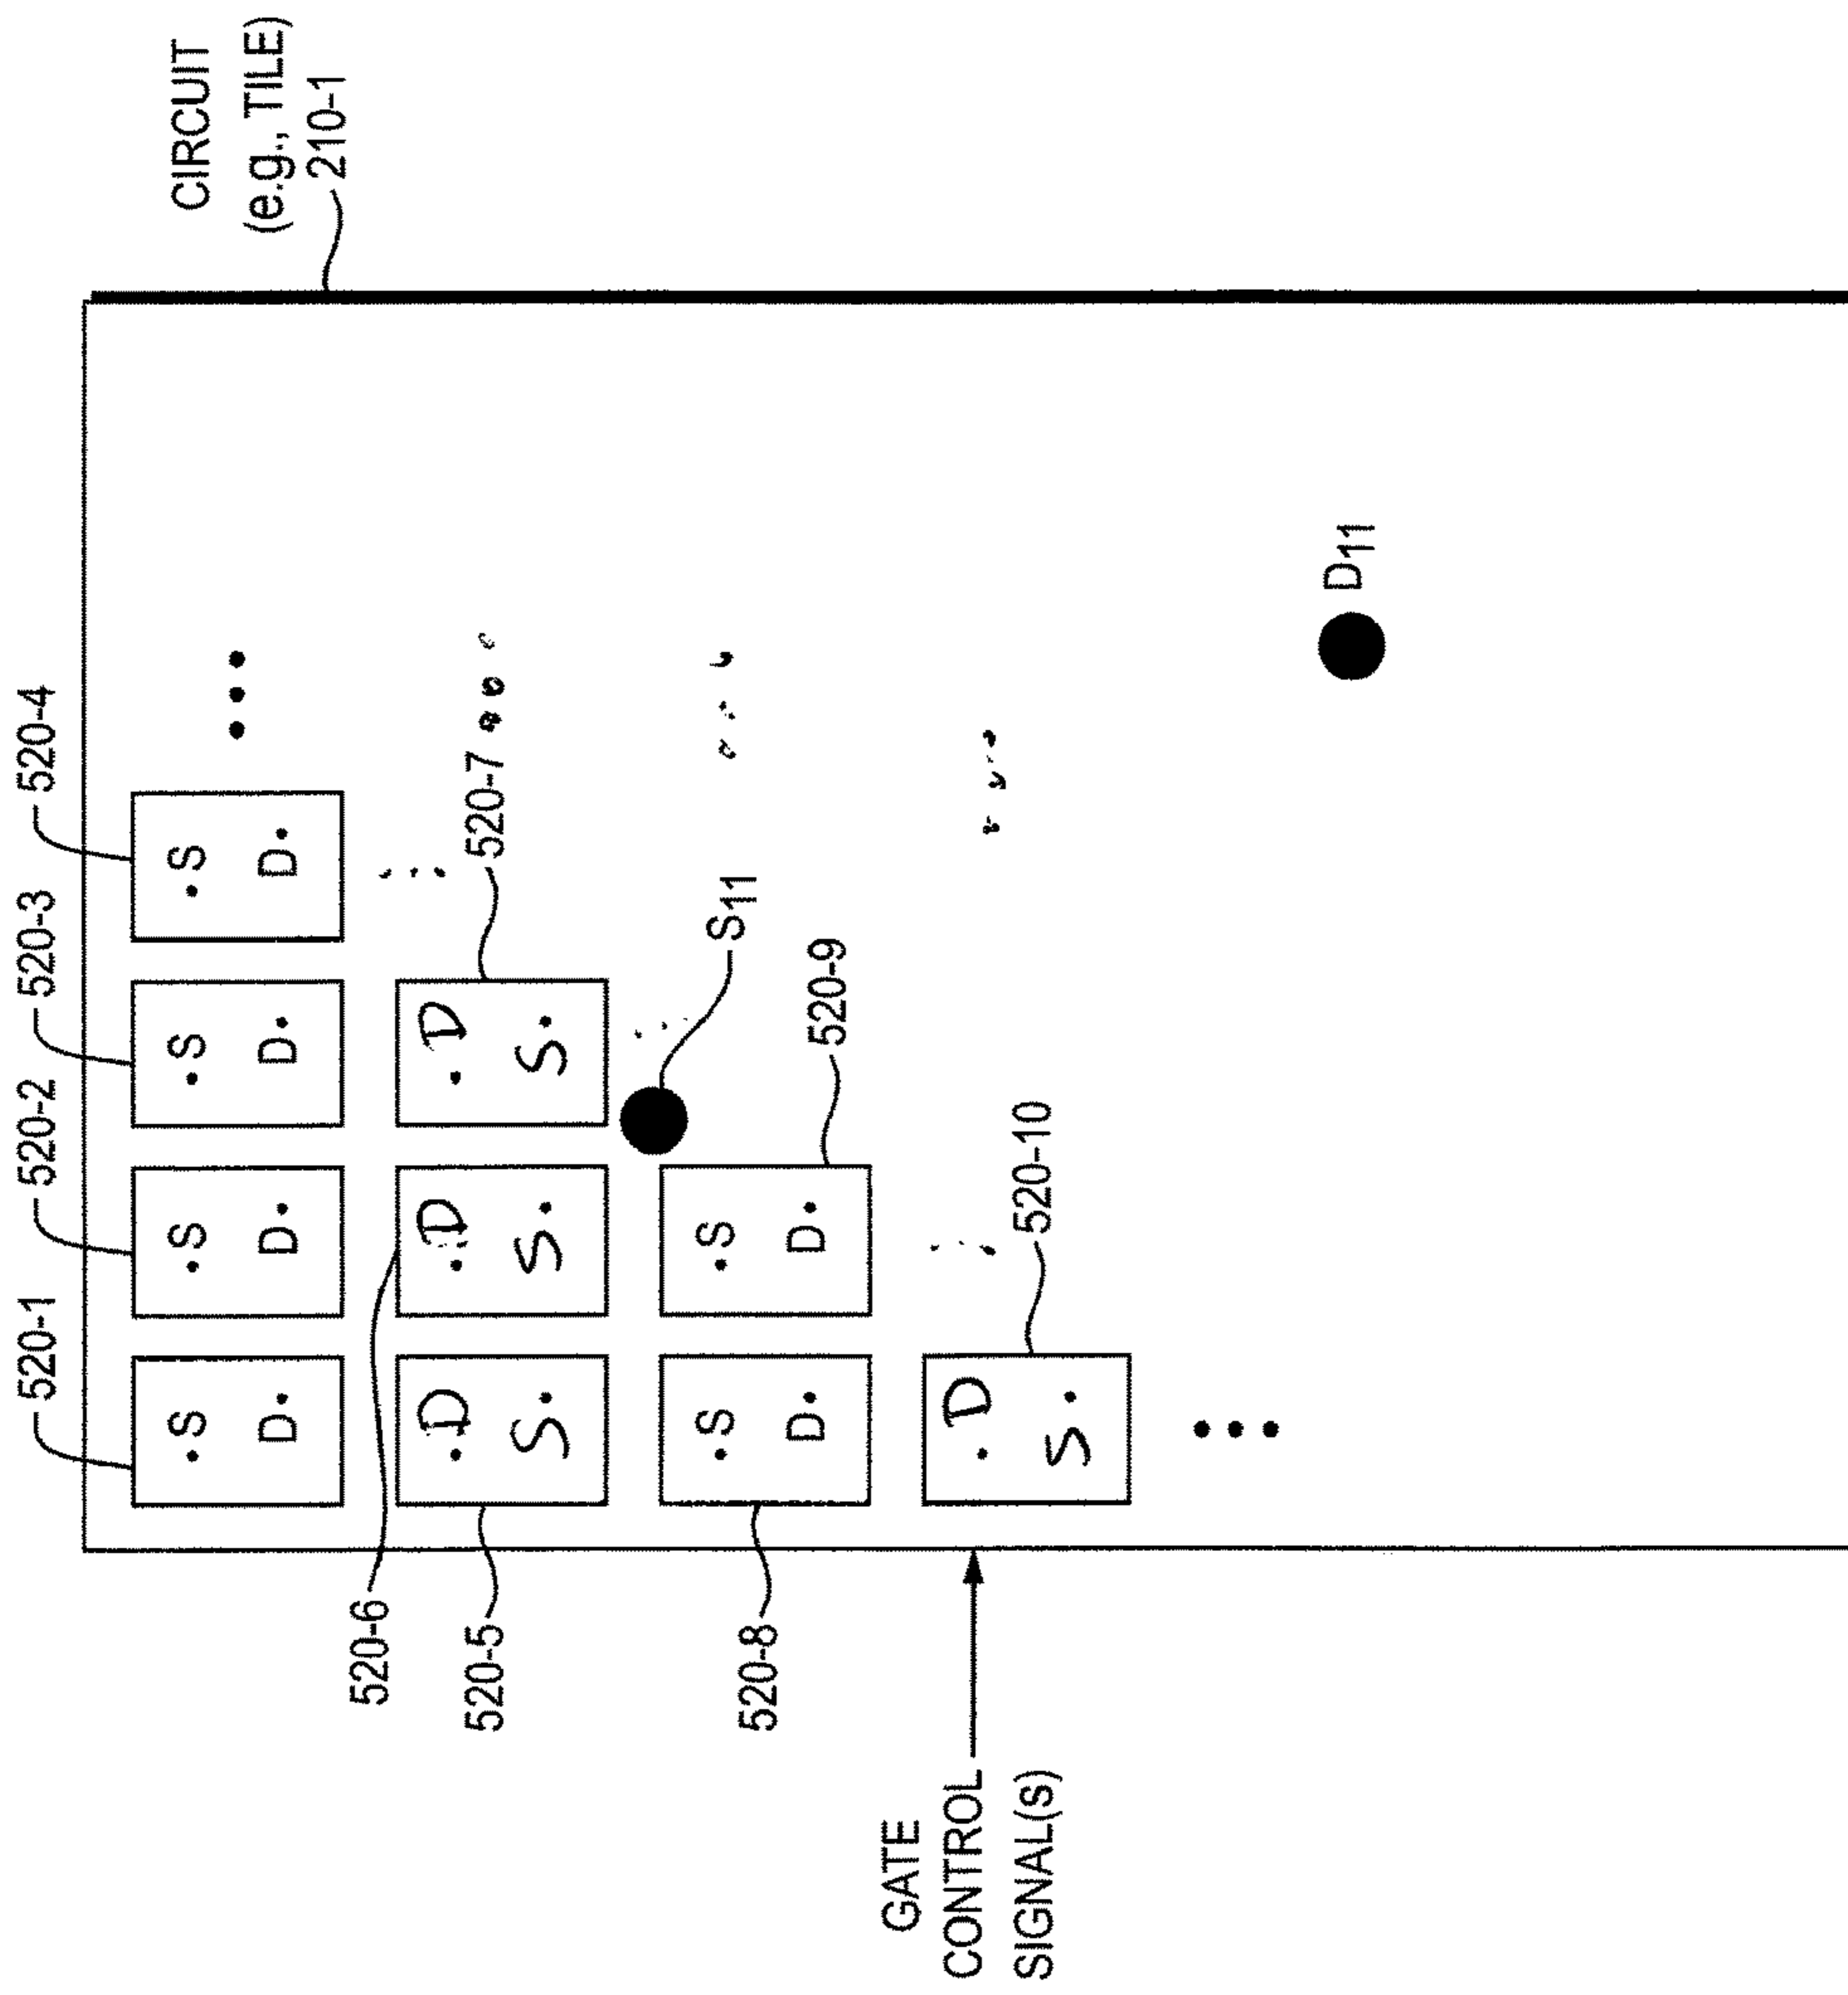 CIRCUIT
(e.g., TILE)
210-1
520-1
520-2
520-3
520-4
.S
D.
.S
D.
.S
D.
.S
D.
520-6
520-5
.D
S.
.D
S.
.D
S.
520-7
S11
520-8
.S
D.
.S
D.
520-9
GATE
CONTROL
SIGNAL(s)
.D
S.
520-10
D11